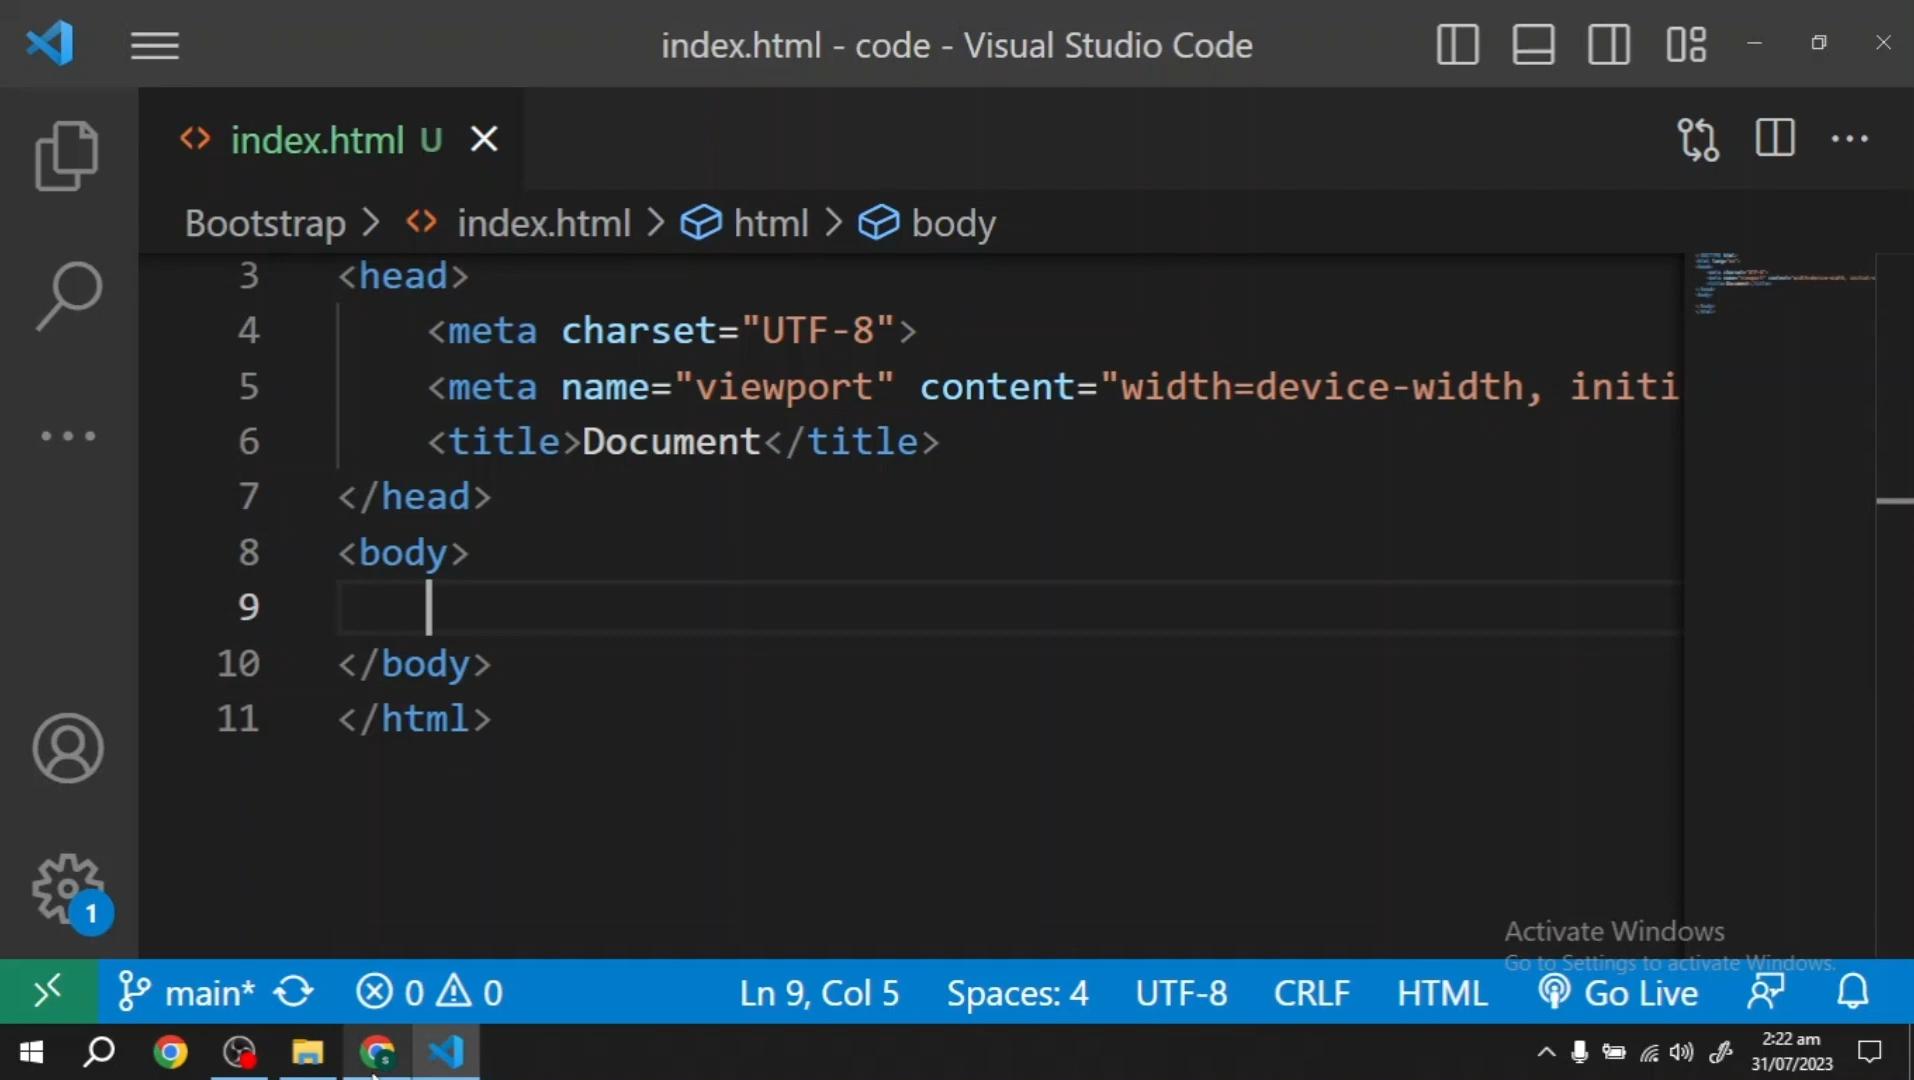 index.html - code - Visual Studio Code
index.html U
Bootstrap > index.html > html > body
3 <head>
4 <meta charset="UTF-8">
5 <meta name="viewport" content="width=device-width, initi
6 <title>Document</title>
7 </head>
8 <body>
9
10 </body>
11 </html>
1
Activate Windows
Go to Settings to activate Windows.
main* 0 0 Ln 9, Col 5 Spaces: 4 UTF-8 CRLF HTML Go Live
2:22 am
31/07/2023